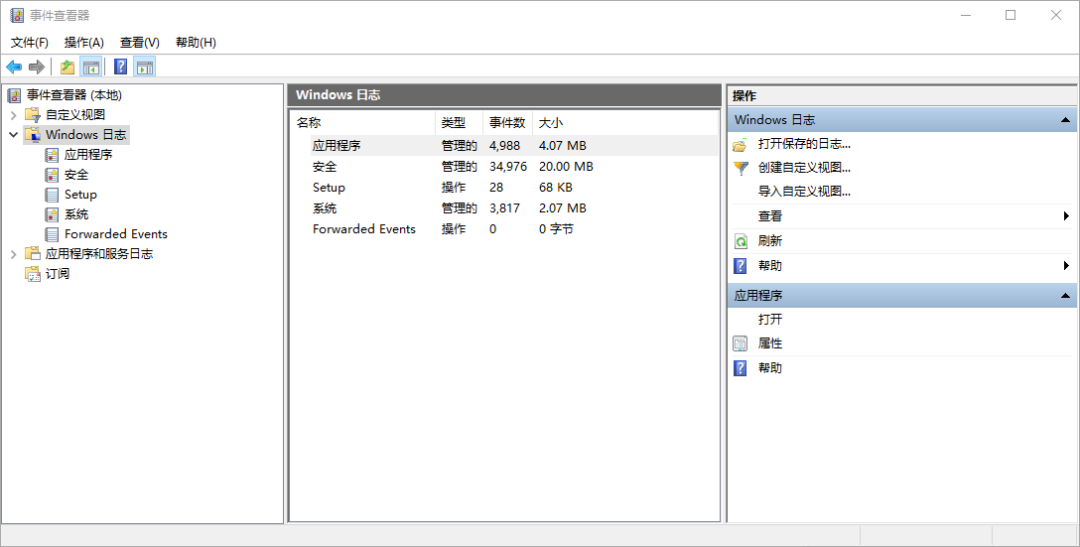 事件查看器
文件(F) 操作(A) 查看(V) 帮助(H)
事件查看器 (本地)
自定义视图
Windows 日志
应用程序
安全
Setup
系统
Forwarded Events
应用程序和服务日志
订阅
Windows 日志
名称 类型 事件数 大小
应用程序 管理的 4,988 4.07 MB
安全 管理的 34,976 20.00 MB
Setup 操作 28 68 KB
系统 管理的 3,817 2.07 MB
Forwarded Events 操作 0 0 字节
操作
Windows 日志
打开保存的日志...
创建自定义视图...
导入自定义视图...
查看
刷新
帮助
应用程序
打开
属性
帮助